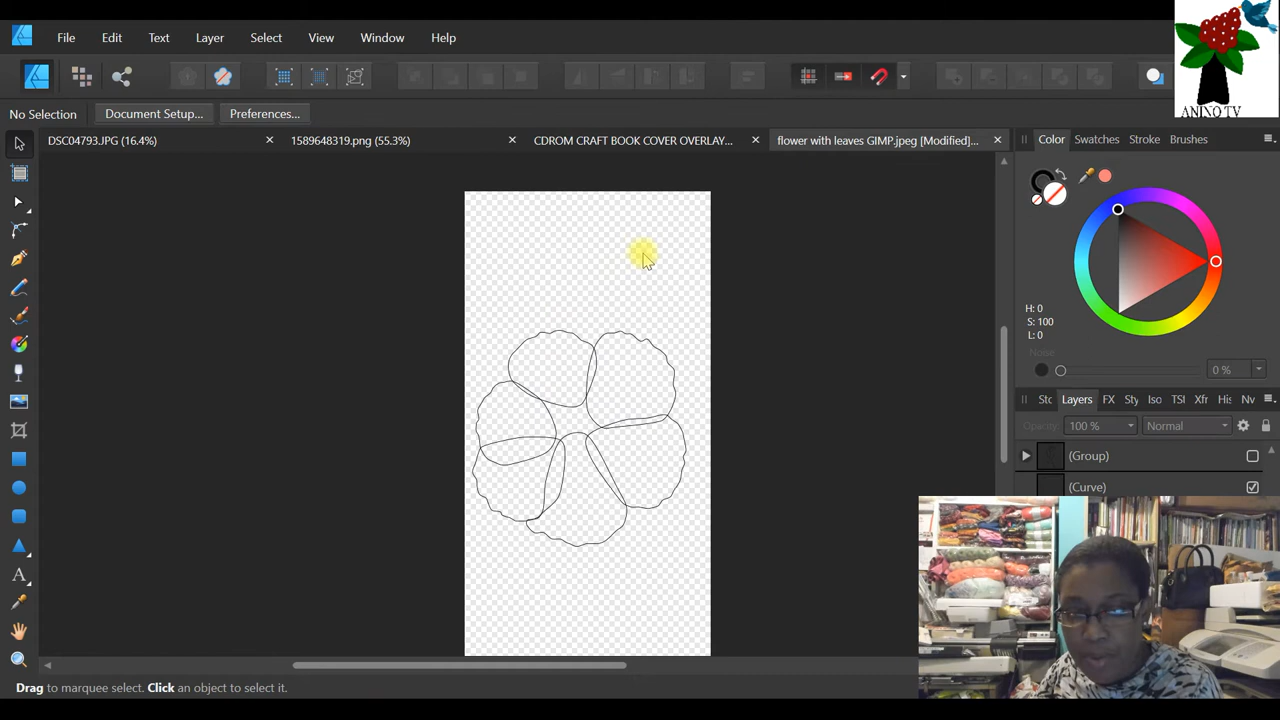 File Edit Text Layer Select View Window Help
ANIXO TV
No Selection Document Setup... Preferences...
DSC04793.JPG (16.4%) 1589648319.png (55.3%) CDROM CRAFT BOOK COVER OVERLAY... flower with leaves GIMP.jpeg [Modified]...
Color Swatches Stroke Brushes
H: 0
S: 100
L: 0
None
0 %
Stc Layers FX Sty Iso TSI Xfr His Nv
Opacity: 100 % Normal
(Group)
(Curve)
A
Drag to marquee select. Click an object to select it.